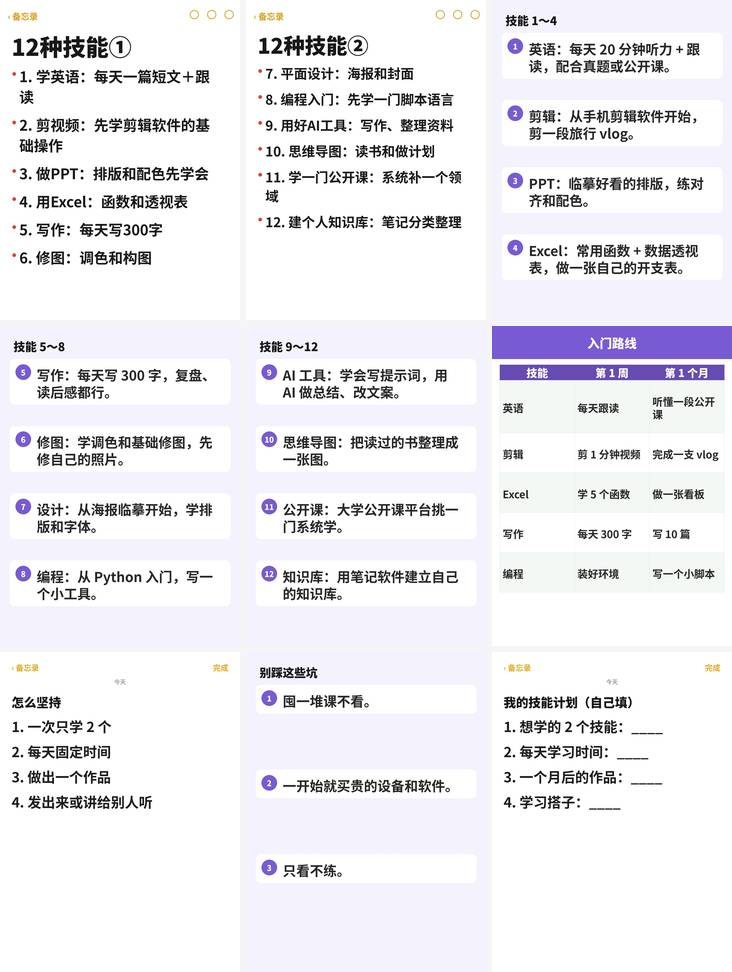 ‹ 备忘录
12种技能①
• 1. 学英语：每天一篇短文＋跟
读
• 2. 剪视频：先学剪辑软件的基
础操作
• 3. 做PPT：排版和配色先学会
• 4. 用Excel：函数和透视表
• 5. 写作：每天写300字
• 6. 修图：调色和构图
‹ 备忘录
12种技能②
• 7. 平面设计：海报和封面
• 8. 编程入门：先学一门脚本语言
• 9. 用好AI工具：写作、整理资料
• 10. 思维导图：读书和做计划
• 11. 学一门公开课：系统补一个领
域
• 12. 建个人知识库：笔记分类整理
技能 1～4
1 英语：每天 20 分钟听力 + 跟
读，配合真题或公开课。
2 剪辑：从手机剪辑软件开始，
剪一段旅行 vlog。
3 PPT：临摹好看的排版，练对
齐和配色。
4 Excel：常用函数 + 数据透视
表，做一张自己的开支表。
技能 5～8
5 写作：每天写 300 字，复盘、
读后感都行。
6 修图：学调色和基础修图，先
修自己的照片。
7 设计：从海报临摹开始，学排
版和字体。
8 编程：从 Python 入门，写一
个小工具。
技能 9～12
9 AI 工具：学会写提示词，用
AI 做总结、改文案。
10 思维导图：把读过的书整理成
一张图。
11 公开课：大学公开课平台挑一
门系统学。
12 知识库：用笔记软件建立自己
的知识库。
入门路线
技能 第 1 周 第 1 个月
英语 每天跟读 听懂一段公开
课
剪辑 剪 1 分钟视频 完成一支 vlog
Excel 学 5 个函数 做一张看板
写作 每天 300 字 写 10 篇
编程 装好环境 写一个小脚本
‹ 备忘录 完成
今天
怎么坚持
1. 一次只学 2 个
2. 每天固定时间
3. 做出一个作品
4. 发出来或讲给别人听
别踩这些坑
1 囤一堆课不看。
2 一开始就买贵的设备和软件。
3 只看不练。
‹ 备忘录 完成
今天
我的技能计划（自己填）
1. 想学的 2 个技能：____
2. 每天学习时间：____
3. 一个月后的作品：____
4. 学习搭子：____